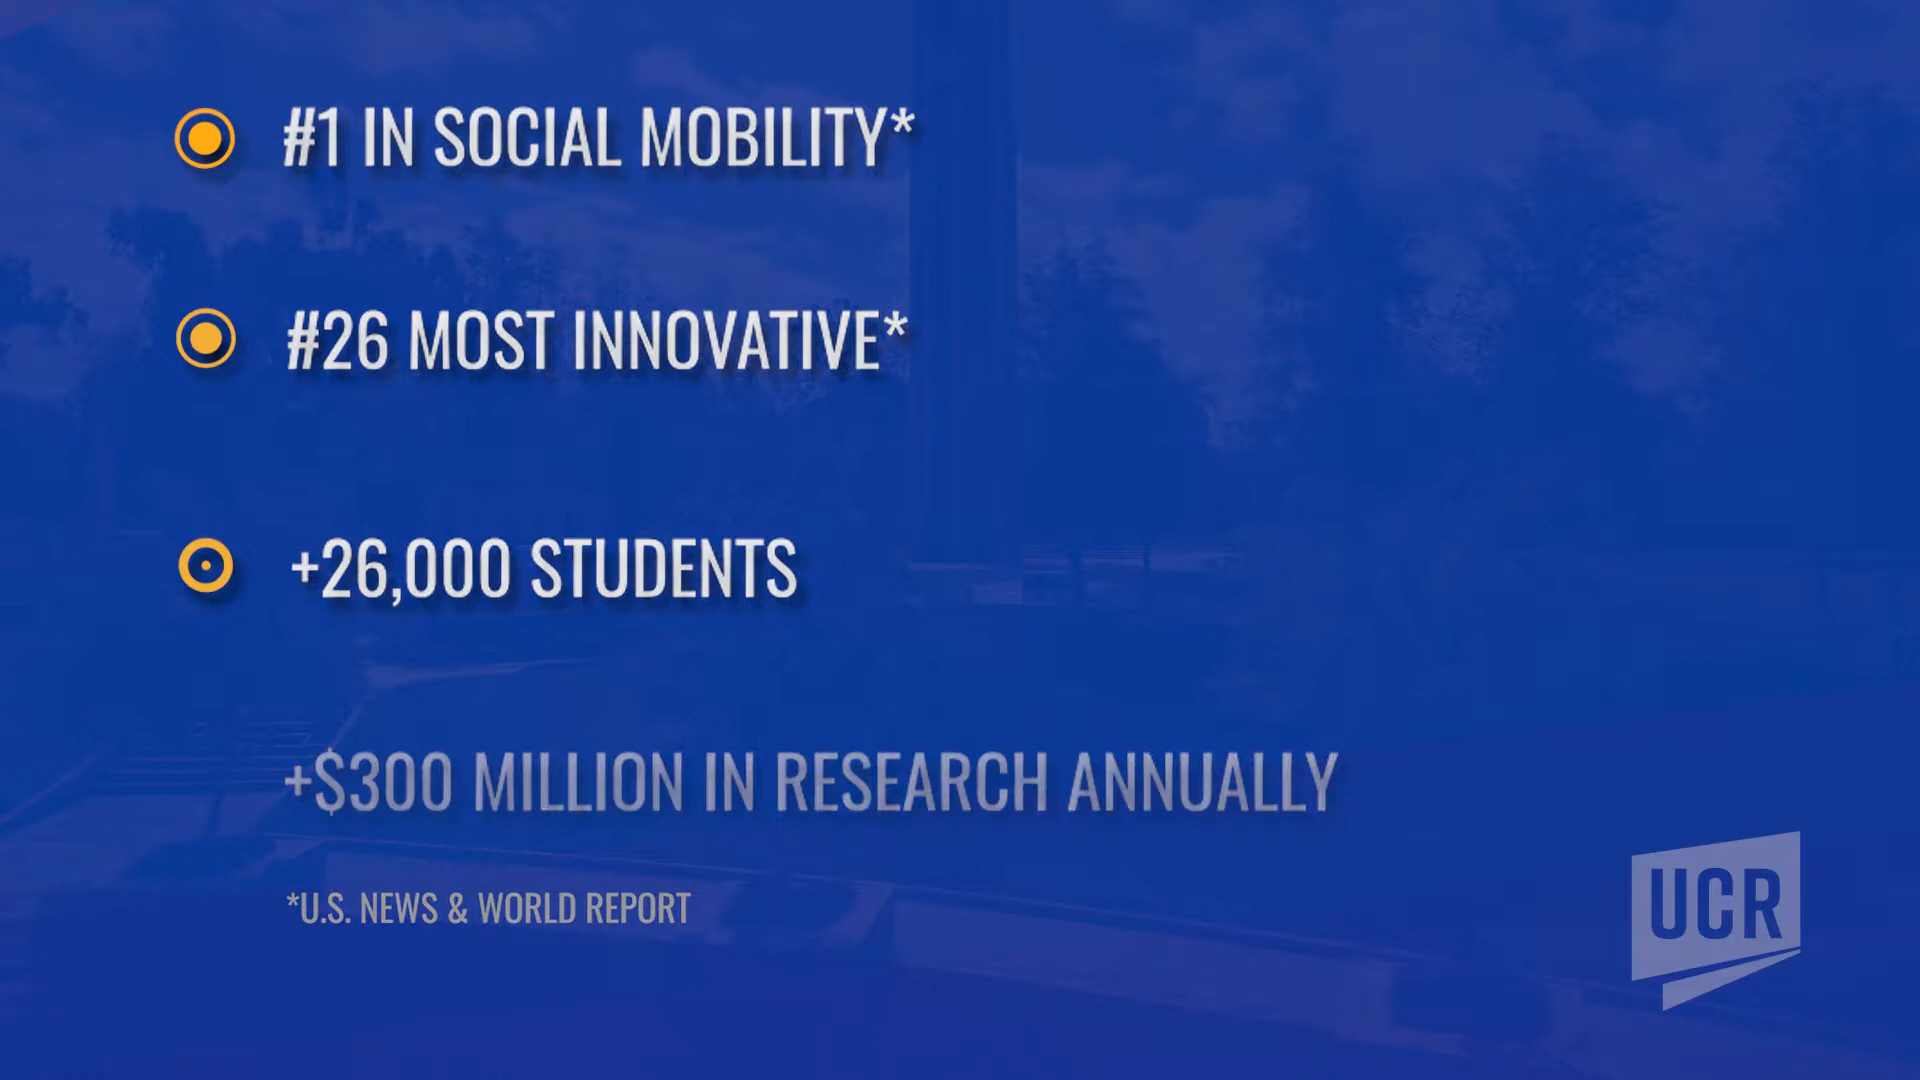 #1 IN SOCIAL MOBILITY*
#26 MOST INNOVATIVE*
+26,000 STUDENTS
+$300 MILLION IN RESEARCH ANNUALLY
*U.S. NEWS & WORLD REPORT
UCR